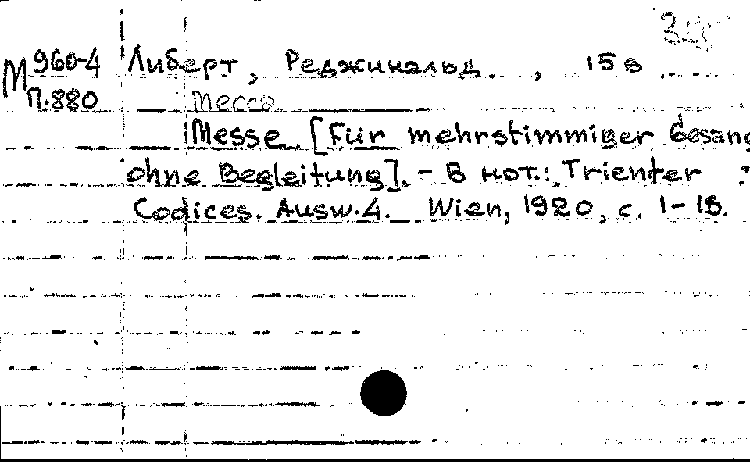 М 960-4 Либерт, Реджинальд. , 15 в
П.880 Месса
Messe [Für mehrstimmiger Gesang
ohne Begleitung]. - В нот.: Trienter
Codices. Ausw. 4. Wien, 1920, с. 1-18.